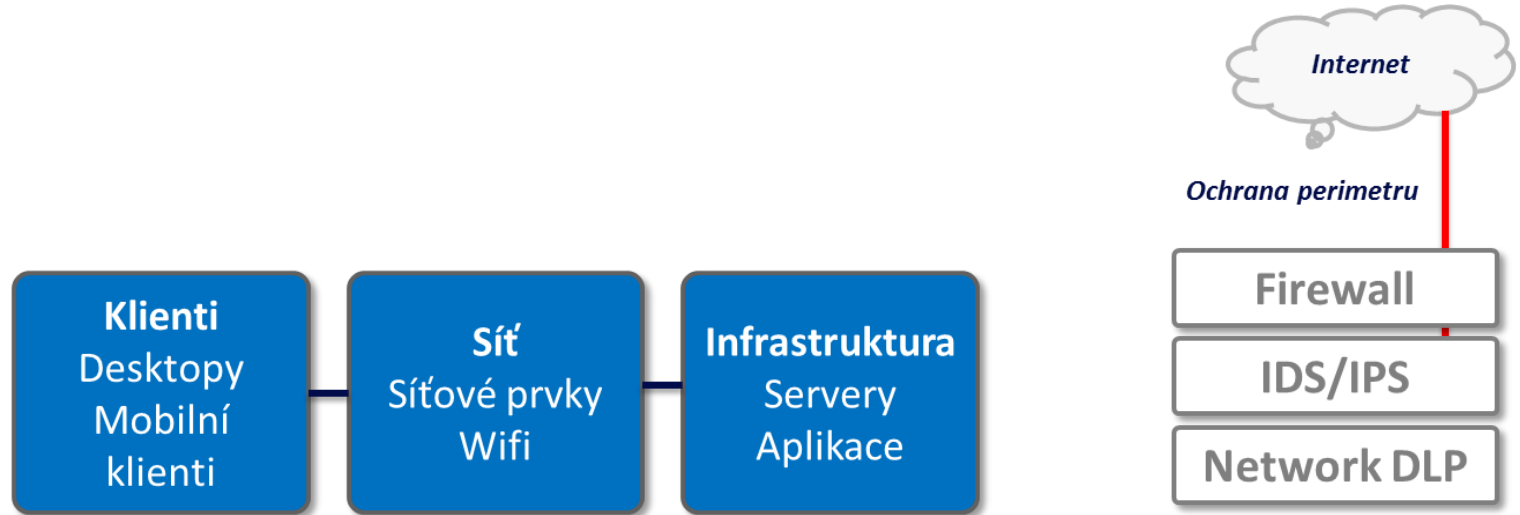 Internet
Ochrana perimetru
Klienti
Desktopy
Mobilní
klienti
Síť
Síťové prvky
Wifi
Infrastruktura
Servery
Aplikace
Firewall
IDS/IPS
Network DLP